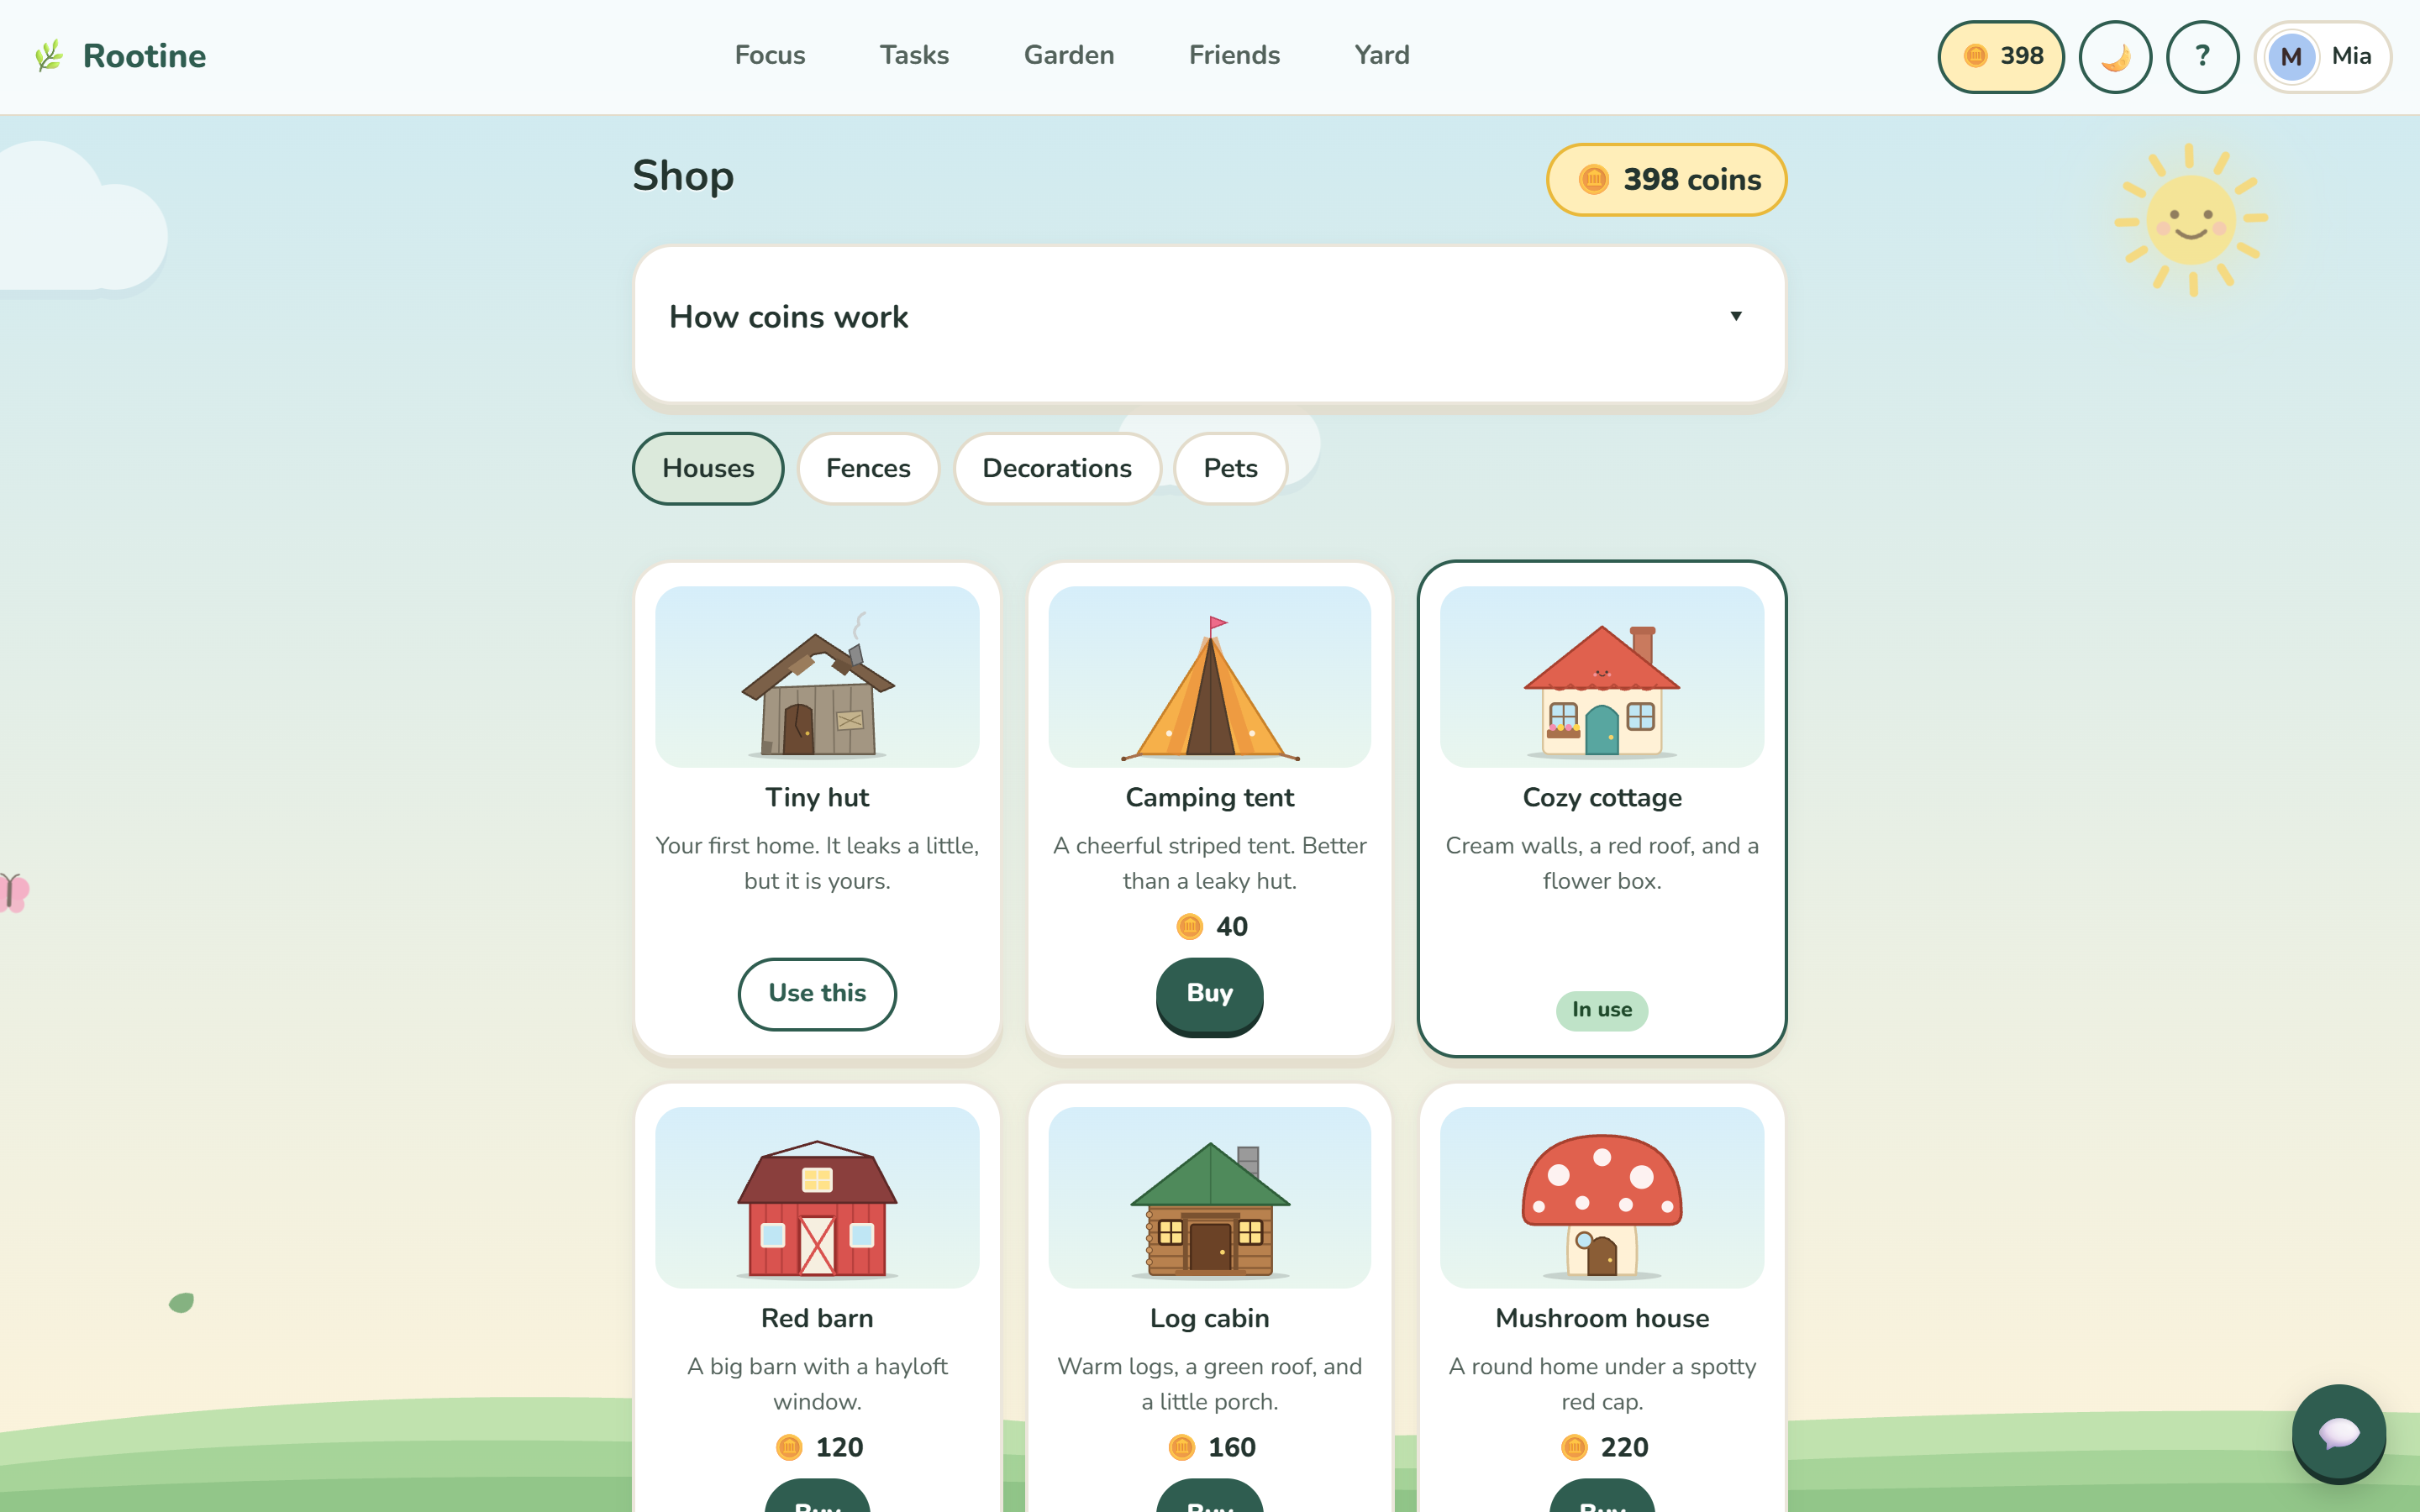 Rootine
Focus
Tasks
Garden
Friends
Yard
398
?
M
Mia
Shop
398 coins
How coins work
Houses
Fences
Decorations
Pets
Tiny hut
Your first home. It leaks a little,
but it is yours.
Use this
Camping tent
A cheerful striped tent. Better
than a leaky hut.
40
Buy
Cozy cottage
Cream walls, a red roof, and a
flower box.
In use
Red barn
A big barn with a hayloft
window.
120
Buy
Log cabin
Warm logs, a green roof, and
a little porch.
160
Buy
Mushroom house
A round home under a spotty
red cap.
220
Buy